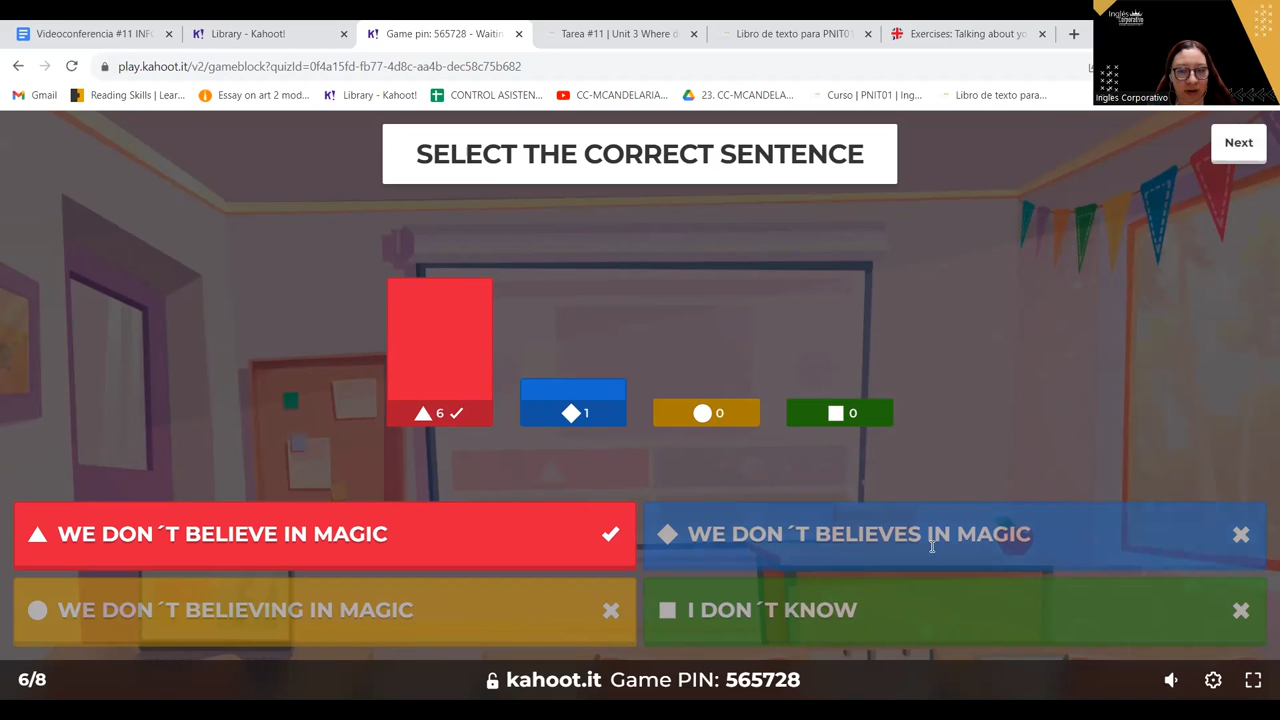 Videoconferencia #11 INFC
Library - Kahoot!
Game pin: 565728 - Waitin
Tarea #11 | Unit 3 Where d
Libro de texto para PNIT01
Exercises: Talking about yo
play.kahoot.it/v2/gameblock?quizId=0f4a15fd-fb77-4d8c-aa4b-dec58c75b682
Gmail
Reading Skills | Lear...
Essay on art 2 mod...
Library - Kahoot!
CONTROL ASISTEN...
CC-MCANDELARIA...
23. CC-MCANDELA...
Curso | PNIT01 | Ing...
Libro de texto para...
Inglés
Corporativo
Ingles Corporativo
SELECT THE CORRECT SENTENCE
Next
6
1
0
0
WE DON´T BELIEVE IN MAGIC
WE DON´T BELIEVES IN MAGIC
WE DON´T BELIEVING IN MAGIC
I DON´T KNOW
6/8
kahoot.it Game PIN: 565728